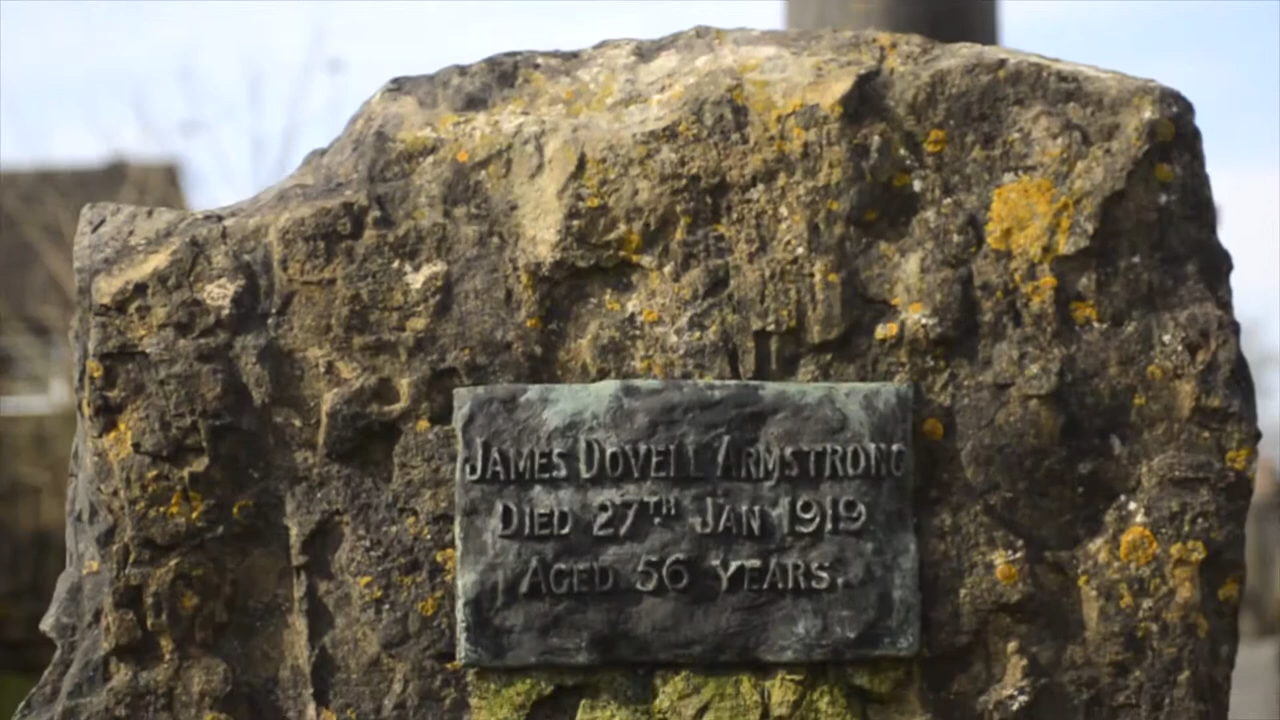 JAMES DOVELL ARMSTRONG
DIED 27TH JAN 1919.
AGED 56 YEARS.